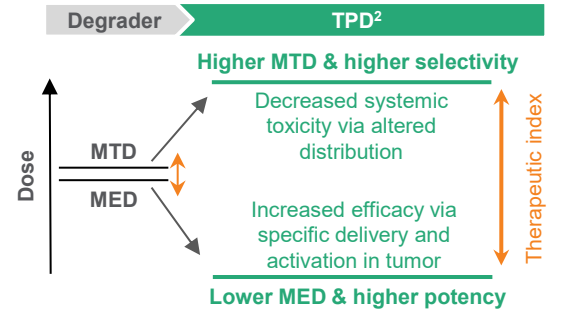 Degrader
TPD²
Higher MTD & higher selectivity
Decreased systemic
toxicity via altered
distribution
Dose
MTD
MED
Therapeutic index
Increased efficacy via
specific delivery and
activation in tumor
Lower MED & higher potency